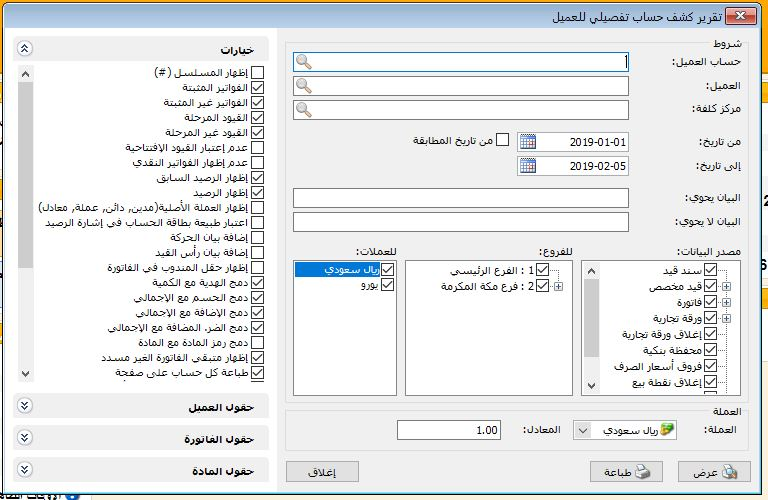 تقرير كشف حساب تفصيلي للعميل
شروط
حساب العميل:
العميل:
مركز كلفة:
من تاريخ:
2019-01-01
من تاريخ المطابقة
إلى تاريخ:
2019-02-05
البيان يحوي:
البيان لا يحوي:
مصدر البيانات:
سند قيد
قيد مخصص
فاتورة
ورقة تجارية
إغلاق ورقة تجارية
محفظة بنكية
فروق أسعار الصرف
إغلاق نقطة بيع
للفروع:
1 : الفرع الرئيسي
2 : فرع مكة المكرمة
للعملات:
ريال سعودي
يورو
العملة
العملة:
ريال سعودي
المعادل:
1.00
عرض
طباعة
إغلاق
خيارات
إظهار المسلسل (#)
الفواتير المثبتة
الفواتير غير المثبتة
القيود المرحلة
القيود غير المرحلة
عدم إعتبار القيود الإفتتاحية
عدم إظهار الفواتير النقدي
إظهار الرصيد السابق
إظهار الرصيد
إظهار العملة الأصلية(مدين, دائن, عملة, معادل)
اعتبار طبيعة بطاقة الحساب في إشارة الرصيد
إضافة بيان الحركة
إضافة بيان رأس القيد
إظهار حقل المندوب في الفاتورة
دمج الهدية مع الكمية
دمج الحسم مع الإجمالي
دمج الإضافة مع الإجمالي
دمج الضر. المضافة مع الإجمالي
دمج رمز المادة مع المادة
إظهار متبقي الفاتورة الغير مسدد
طباعة كل حساب على صفحة
حقول العميل
حقول الفاتورة
حقول المادة